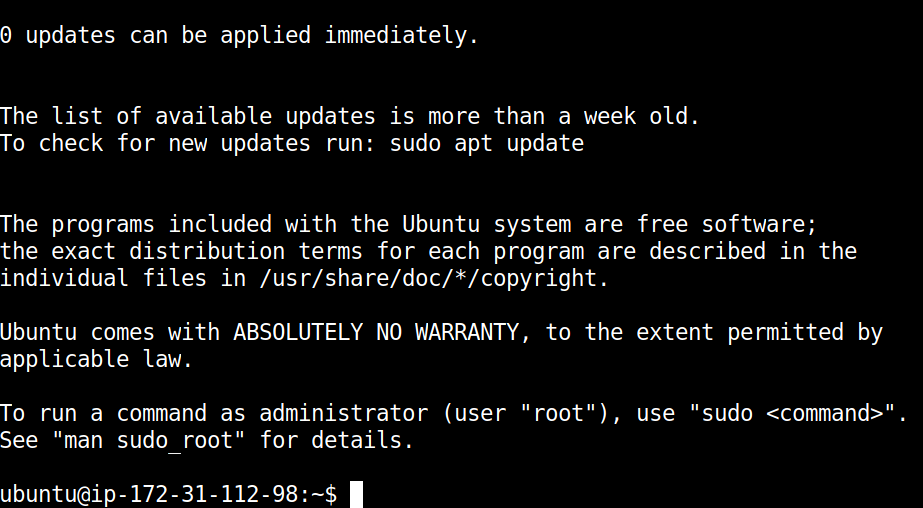 0 updates can be applied immediately.
The list of available updates is more than a week old.
To check for new updates run: sudo apt update
The programs included with the Ubuntu system are free software;
the exact distribution terms for each program are described in the
individual files in /usr/share/doc/*/copyright.
Ubuntu comes with ABSOLUTELY NO WARRANTY, to the extent permitted by
applicable law.
To run a command as administrator (user "root"), use "sudo <command>".
See "man sudo_root" for details.
ubuntu@ip-172-31-112-98:~$